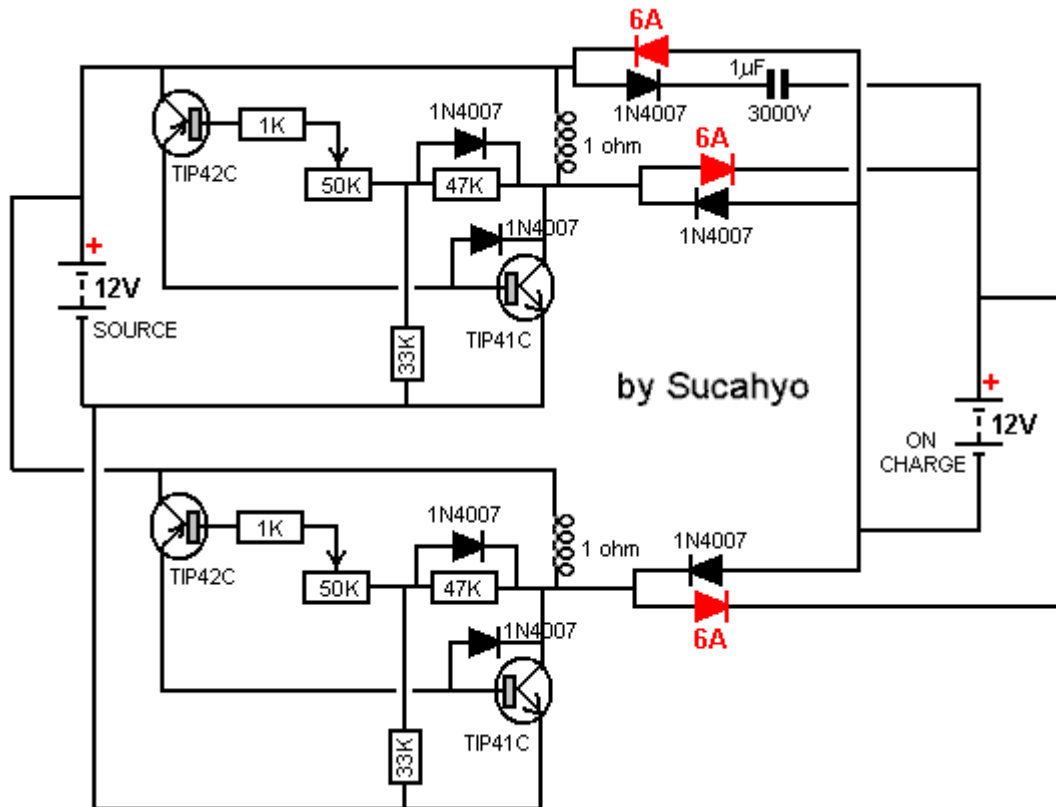 6A
1µF
1N4007
1N4007
3000V
1K
1 ohm
6A
TIP42C
50K
47K
1N4007
1N4007
+
12V
SOURCE
TIP41C
33K
by Sucahyo
+
12V
ON
CHARGE
1N4007
1K
1 ohm
1N4007
TIP42C
50K
47K
1N4007
6A
TIP41C
33K